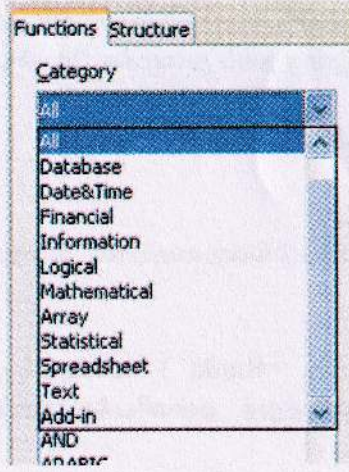 Functions Structure
Category
All
All
Database
Date&Time
Financial
Information
Logical
Mathematical
Array
Statistical
Spreadsheet
Text
Add-in
AND
ARABIC